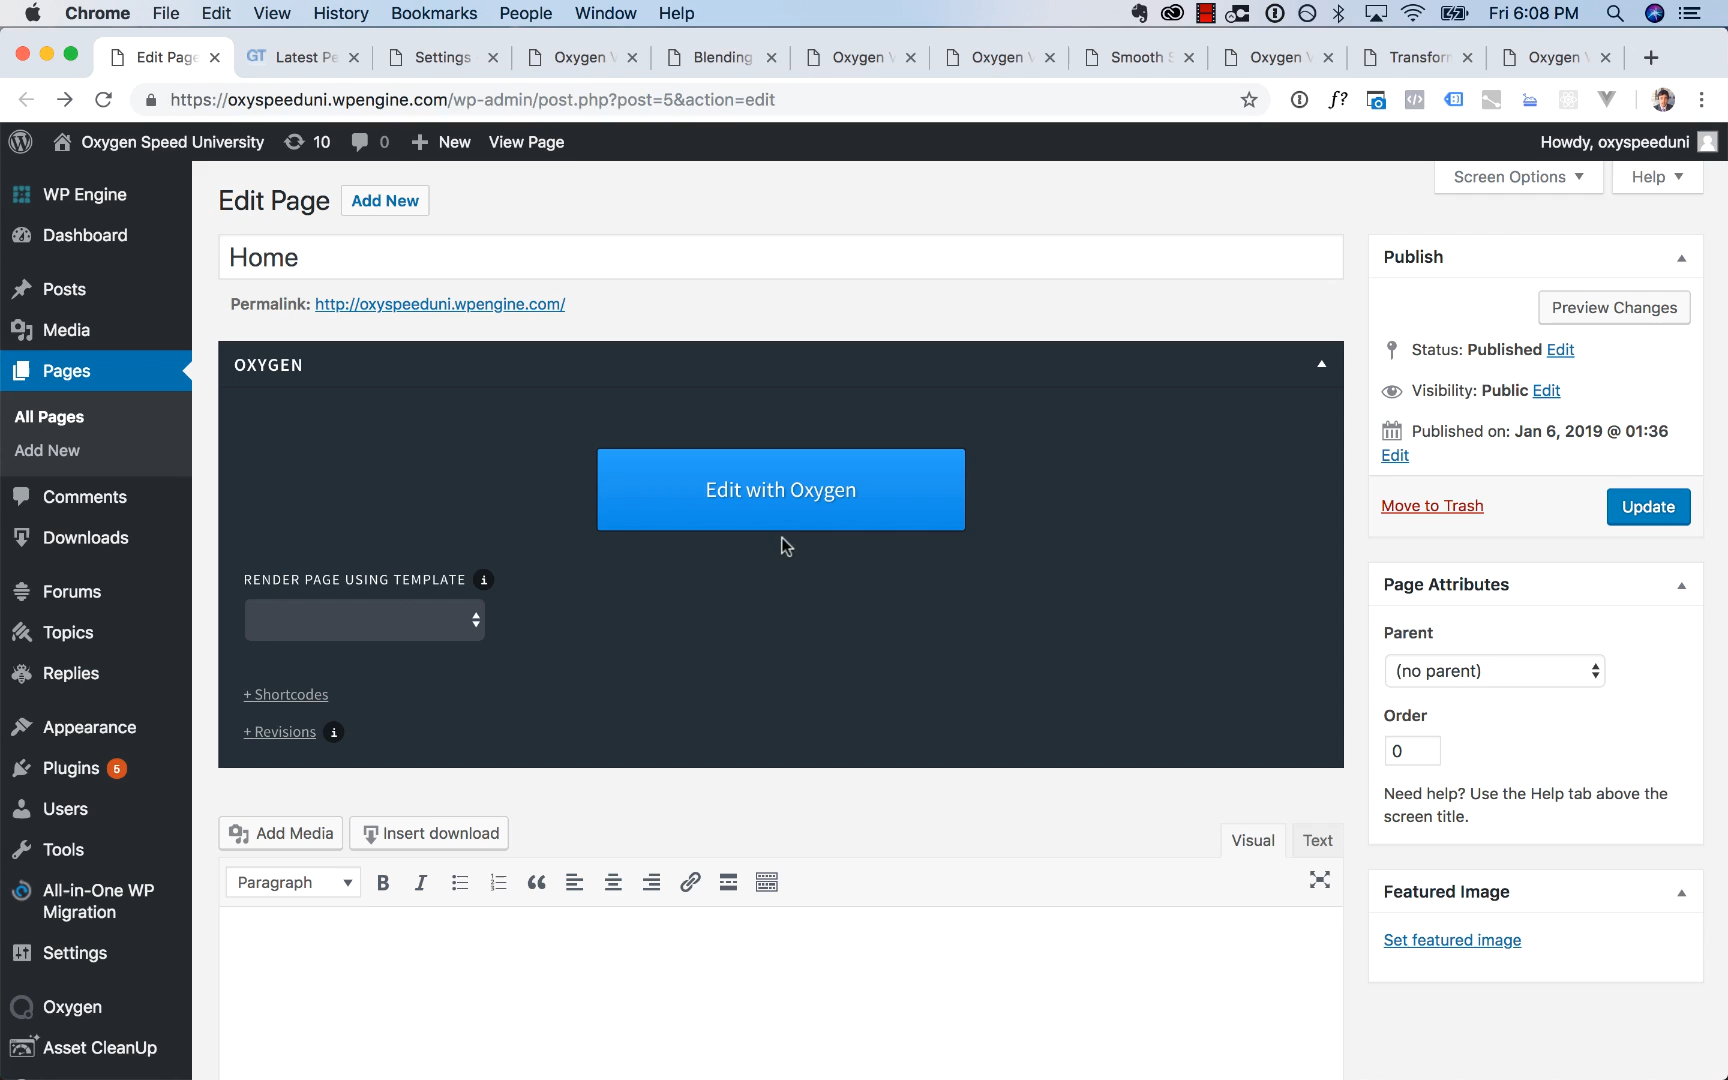 Chrome File Edit View History Bookmarks People Window Help Fri 6:08 PM
Edit Page GT Latest Pe Settings Oxygen V Blending Oxygen V Oxygen V Smooth S Oxygen V Transform Oxygen V
https://oxyspeeduni.wpengine.com/wp-admin/post.php?post=5&action=edit f?
Oxygen Speed University 10 0 New View Page Howdy, oxyspeeduni
WP Engine
Dashboard
Posts
Media
Pages
All Pages
Add New
Comments
Downloads
Forums
Topics
Replies
Appearance
Plugins 5
Users
Tools
All-in-One WP
Migration
Settings
Oxygen
Asset CleanUp
Screen Options Help
Edit Page Add New
Home
Permalink: http://oxyspeeduni.wpengine.com/
OXYGEN
Edit with Oxygen
RENDER PAGE USING TEMPLATE i
+ Shortcodes
+ Revisions i
Add Media Insert download
Visual Text
Paragraph B I
Publish
Preview Changes
Status: Published Edit
Visibility: Public Edit
Published on: Jan 6, 2019 @ 01:36
Edit
Move to Trash Update
Page Attributes
Parent
(no parent)
Order
0
Need help? Use the Help tab above the
screen title.
Featured Image
Set featured image